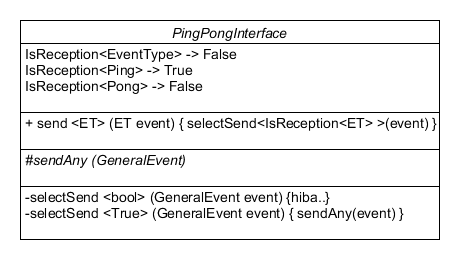 PingPongInterface
IsReception<EventType> -> False
IsReception<Ping> -> True
IsReception<Pong> -> False
+ send <ET> (ET event) { selectSend<IsReception<ET> >(event) }
#sendAny (GeneralEvent)
-selectSend <bool> (GeneralEvent event) {hiba..}
-selectSend <True> (GeneralEvent event) { sendAny(event) }